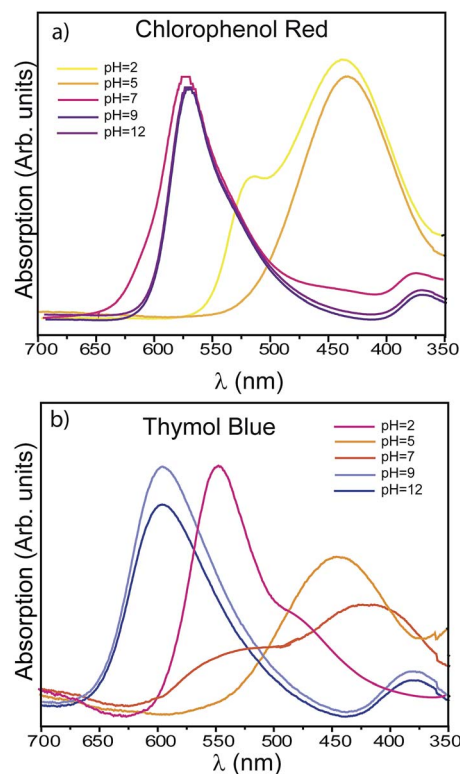 a)
Chlorophenol Red
pH=2
pH=5
pH=7
pH=9
pH=12
Absorption (Arb. units)
700 650 600 550 500 450 400 350
λ (nm)
b)
Thymol Blue
pH=2
pH=5
pH=7
pH=9
pH=12
Absorption (Arb. units)
700 650 600 550 500 450 400 350
λ (nm)